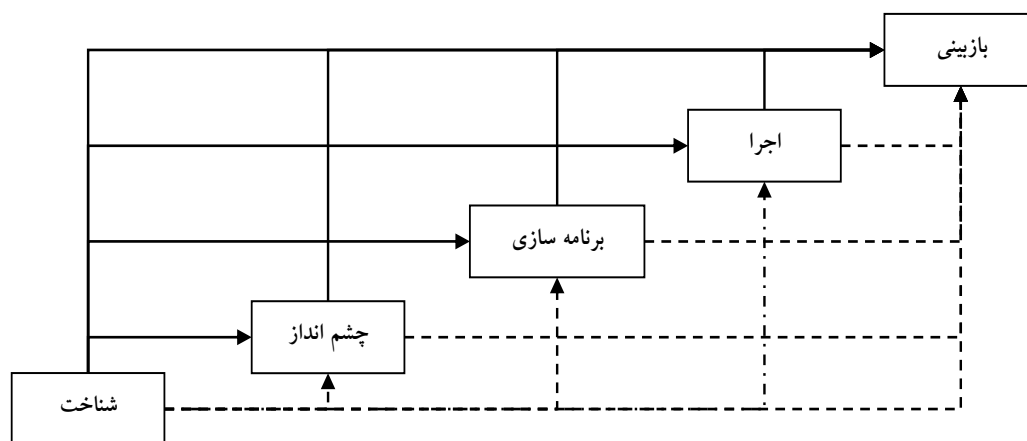 بازبینی
اجرا
برنامه سازی
چشم انداز
شناخت